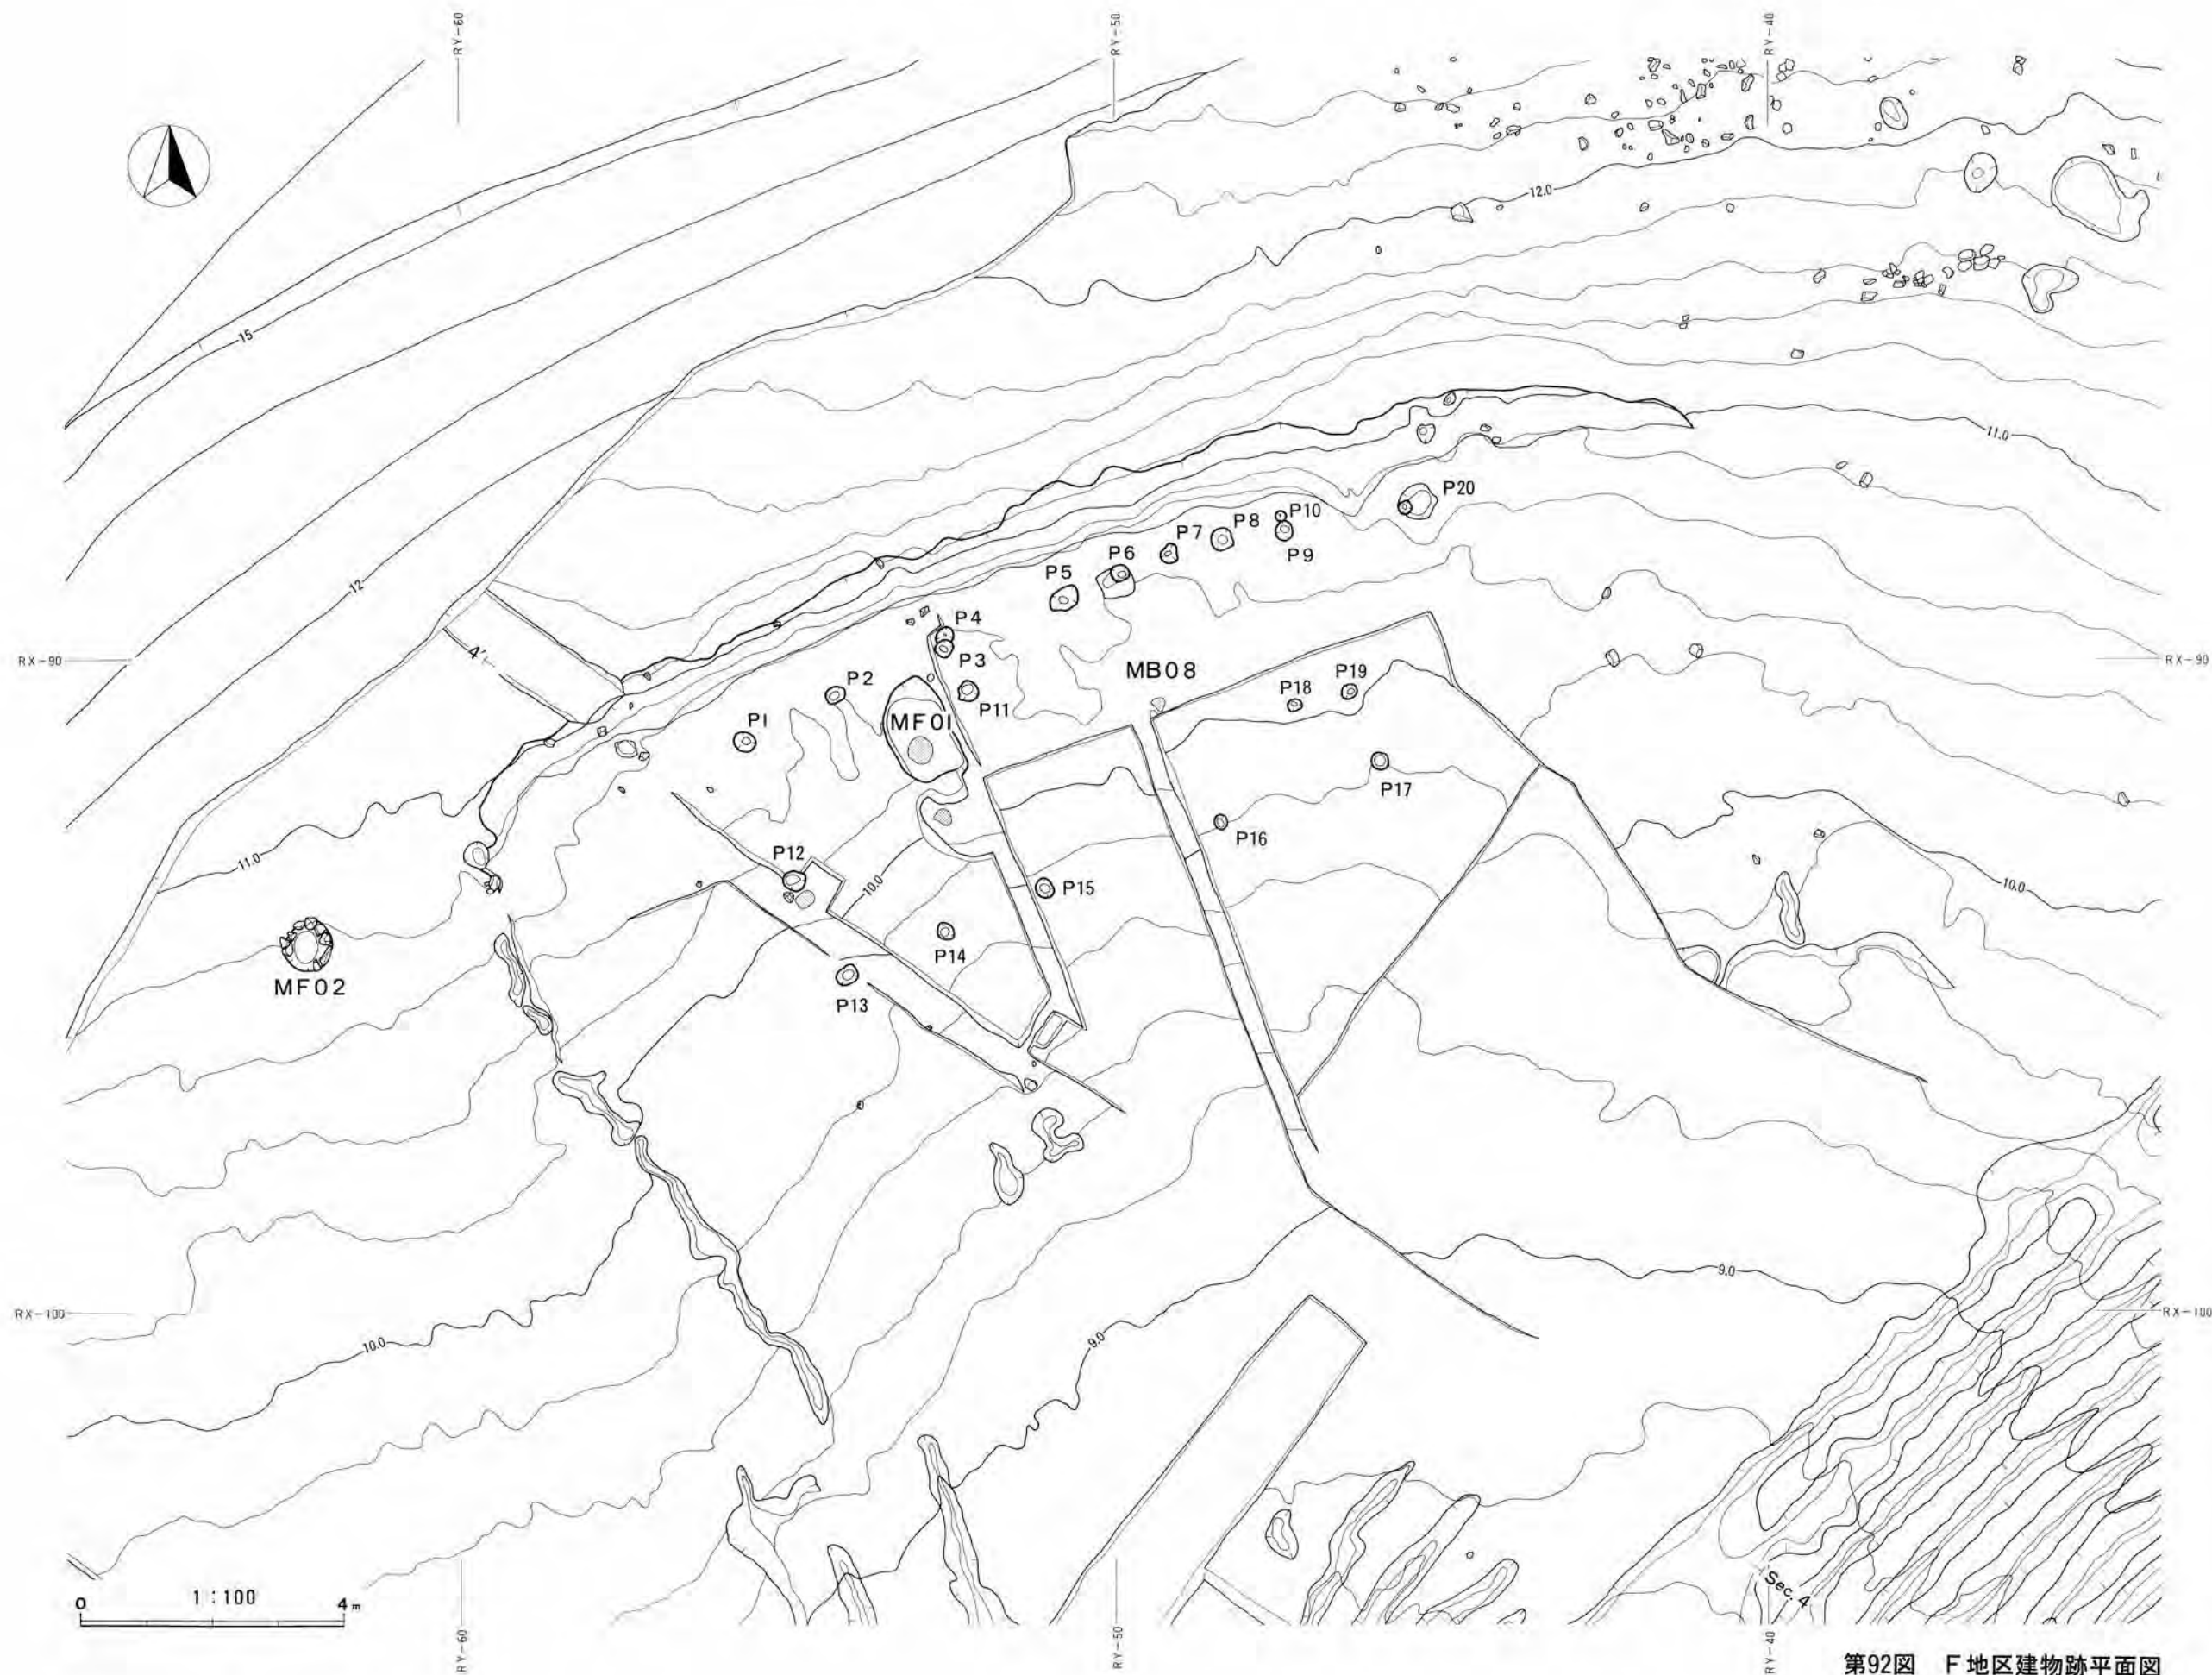 RY-60
RY-50
RY-40
12.0
15
11.0
12
P20
P10
P8
P7
P9
P6
P5
P4
P3
4'
RX-90
RX-90
MB08
P2
P19
P18
P11
MF01
P1
P17
P16
P12
11.0
10.0
P15
10.0
P14
MF02
P13
9.0
RX-100
RX-100
10.0
9.0
Sec. 4
0 1:100 4m
RY-60
RY-50
RY-40
第92図 F地区建物跡平面図